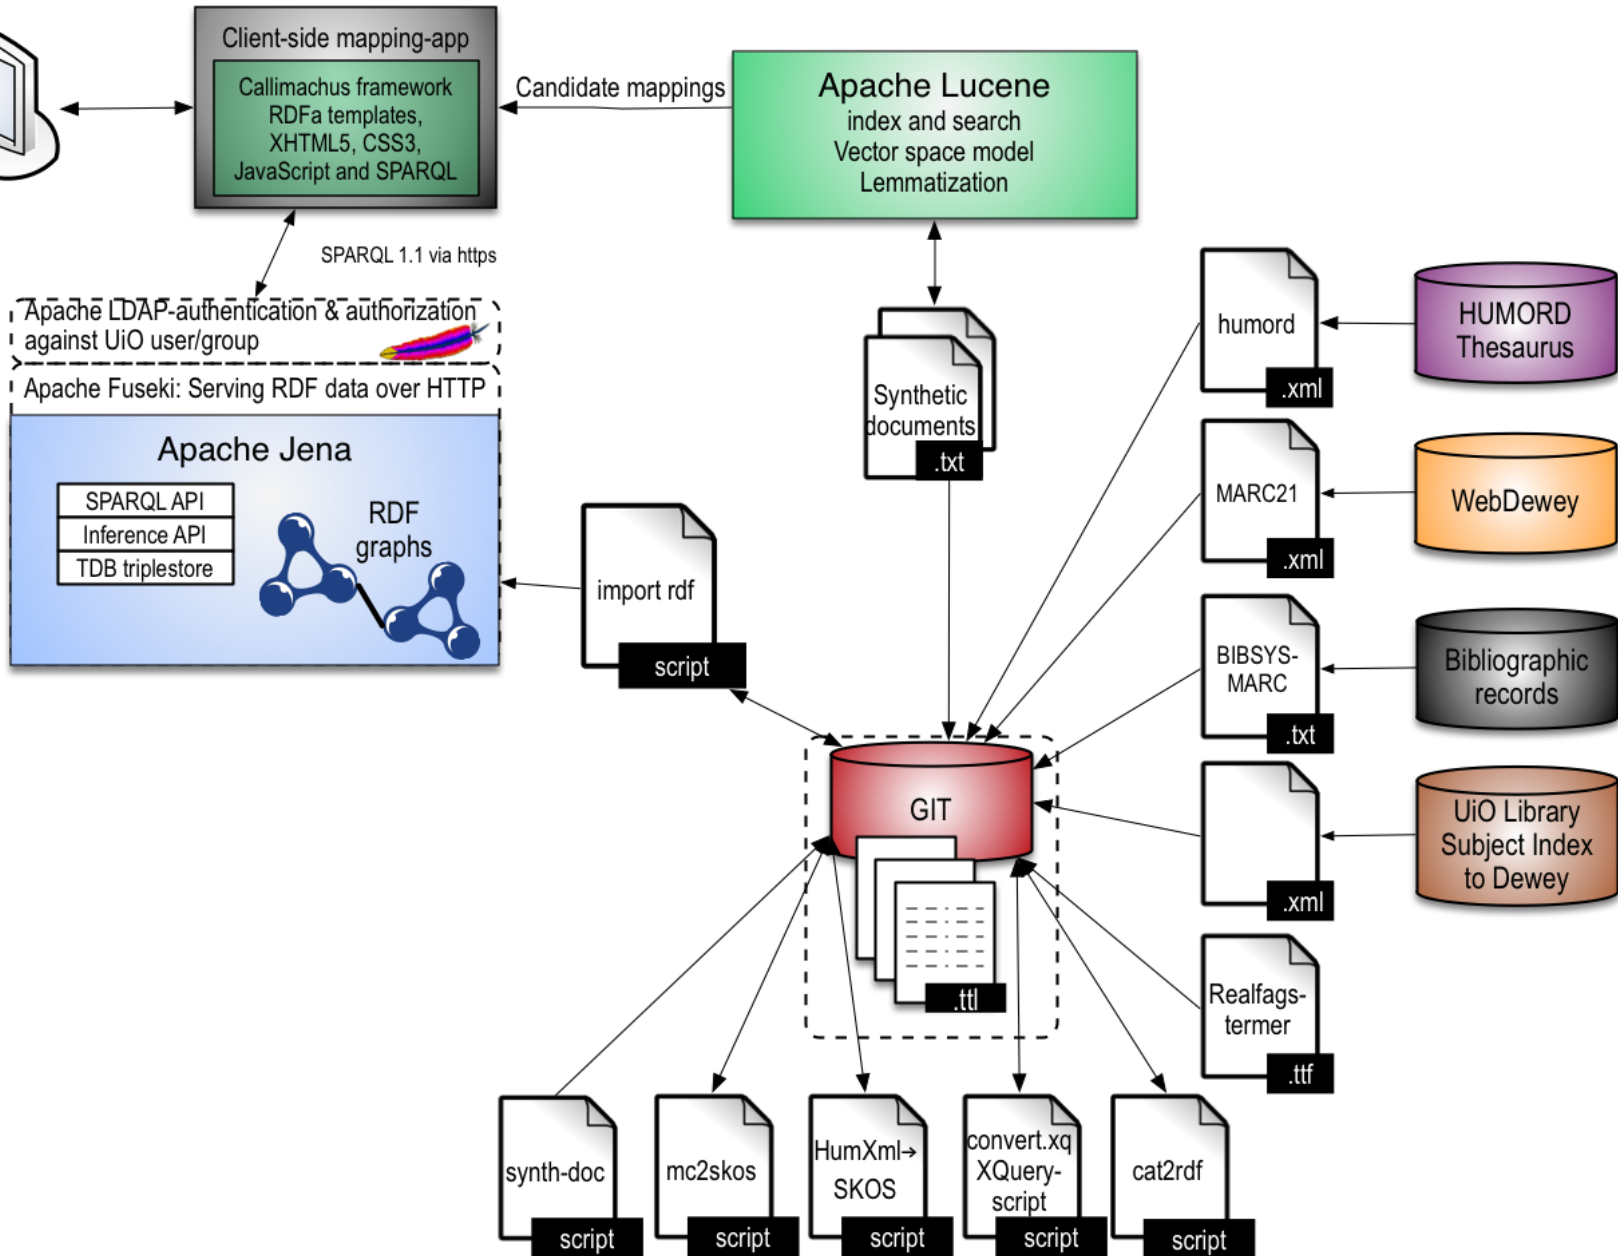 Client-side mapping-app
Callimachus framework
RDFa templates,
XHTML5, CSS3,
JavaScript and SPARQL
Candidate mappings
Apache Lucene
index and search
Vector space model
Lemmatization
SPARQL 1.1 via https
Apache LDAP-authentication & authorization
against UiO user/group
Apache Fuseki: Serving RDF data over HTTP
Apache Jena
SPARQL API
Inference API
TDB triplestore
RDF
graphs
import rdf
script
Synthetic
documents
.txt
humord
.xml
HUMORD
Thesaurus
MARC21
.xml
WebDewey
BIBSYS-
MARC
.txt
Bibliographic
records
.xml
UiO Library
Subject Index
to Dewey
GIT
.ttl
Realfags-
termer
.ttf
synth-doc
script
mc2skos
script
HumXml→
SKOS
script
convert.xq
XQuery-
script
script
cat2rdf
script